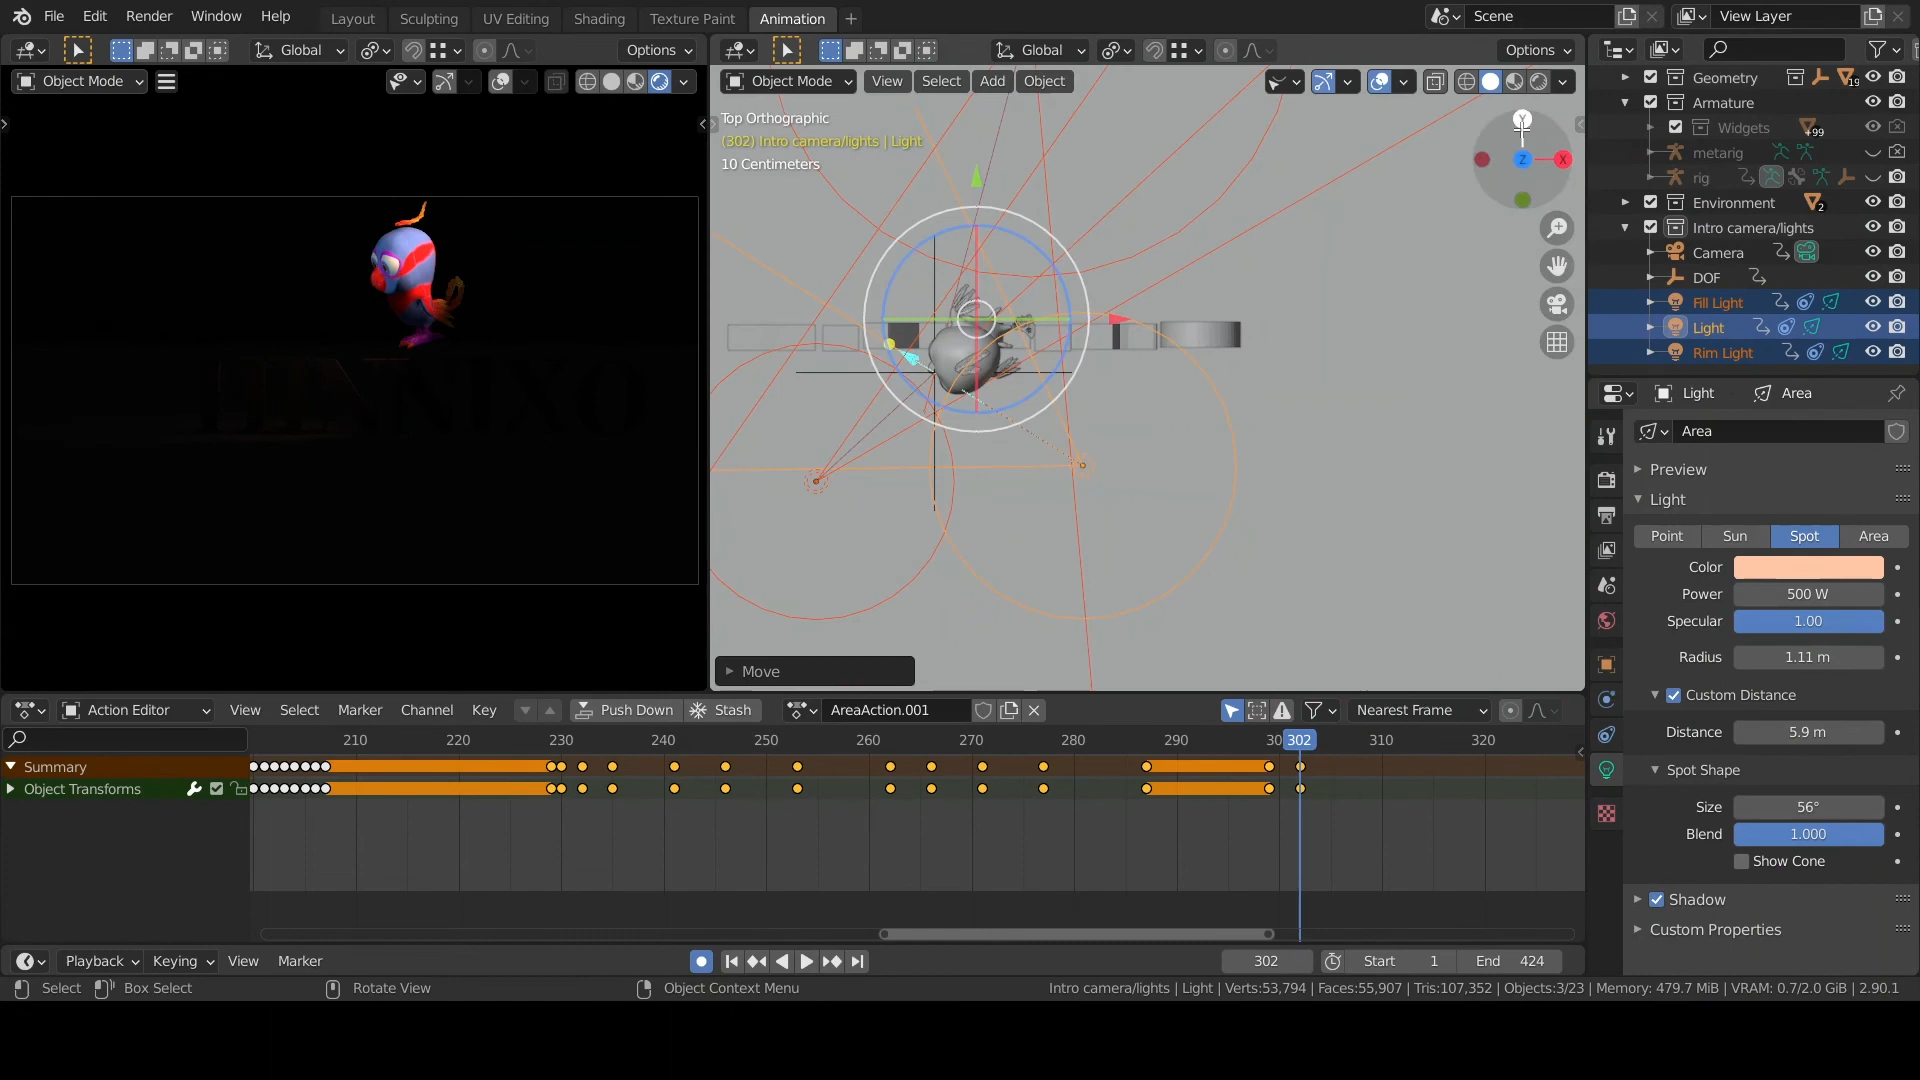 File Edit Render Window Help Layout Sculpting UV Editing Shading Texture Paint Animation + Scene View Layer
Global Options Global Options
Object Mode Object Mode View Select Add Object
Top Orthographic
(302) Intro camera/lights | Light
10 Centimeters
Y
Z
X
Move
Geometry 19
Armature
Widgets +99
metarig
rig
Environment 2
Intro camera/lights
Camera
DOF
Fill Light
Light
Rim Light
Light Area
Area
Preview
Light
Point Sun Spot Area
Color
Power 500 W
Specular 1.00
Radius 1.11 m
Custom Distance
Distance 5.9 m
Spot Shape
Size 56°
Blend 1.000
Show Cone
Shadow
Custom Properties
Action Editor View Select Marker Channel Key Push Down Stash AreaAction.001 Nearest Frame
210 220 230 240 250 260 270 280 290 30 302 310 320
Summary
Object Transforms
Playback Keying View Marker 302 Start 1 End 424
Select Box Select Rotate View Object Context Menu Intro camera/lights | Light | Verts:53,794 | Faces:55,907 | Tris:107,352 | Objects:3/23 | Memory: 479.7 MiB | VRAM: 0.7/2.0 GiB | 2.90.1